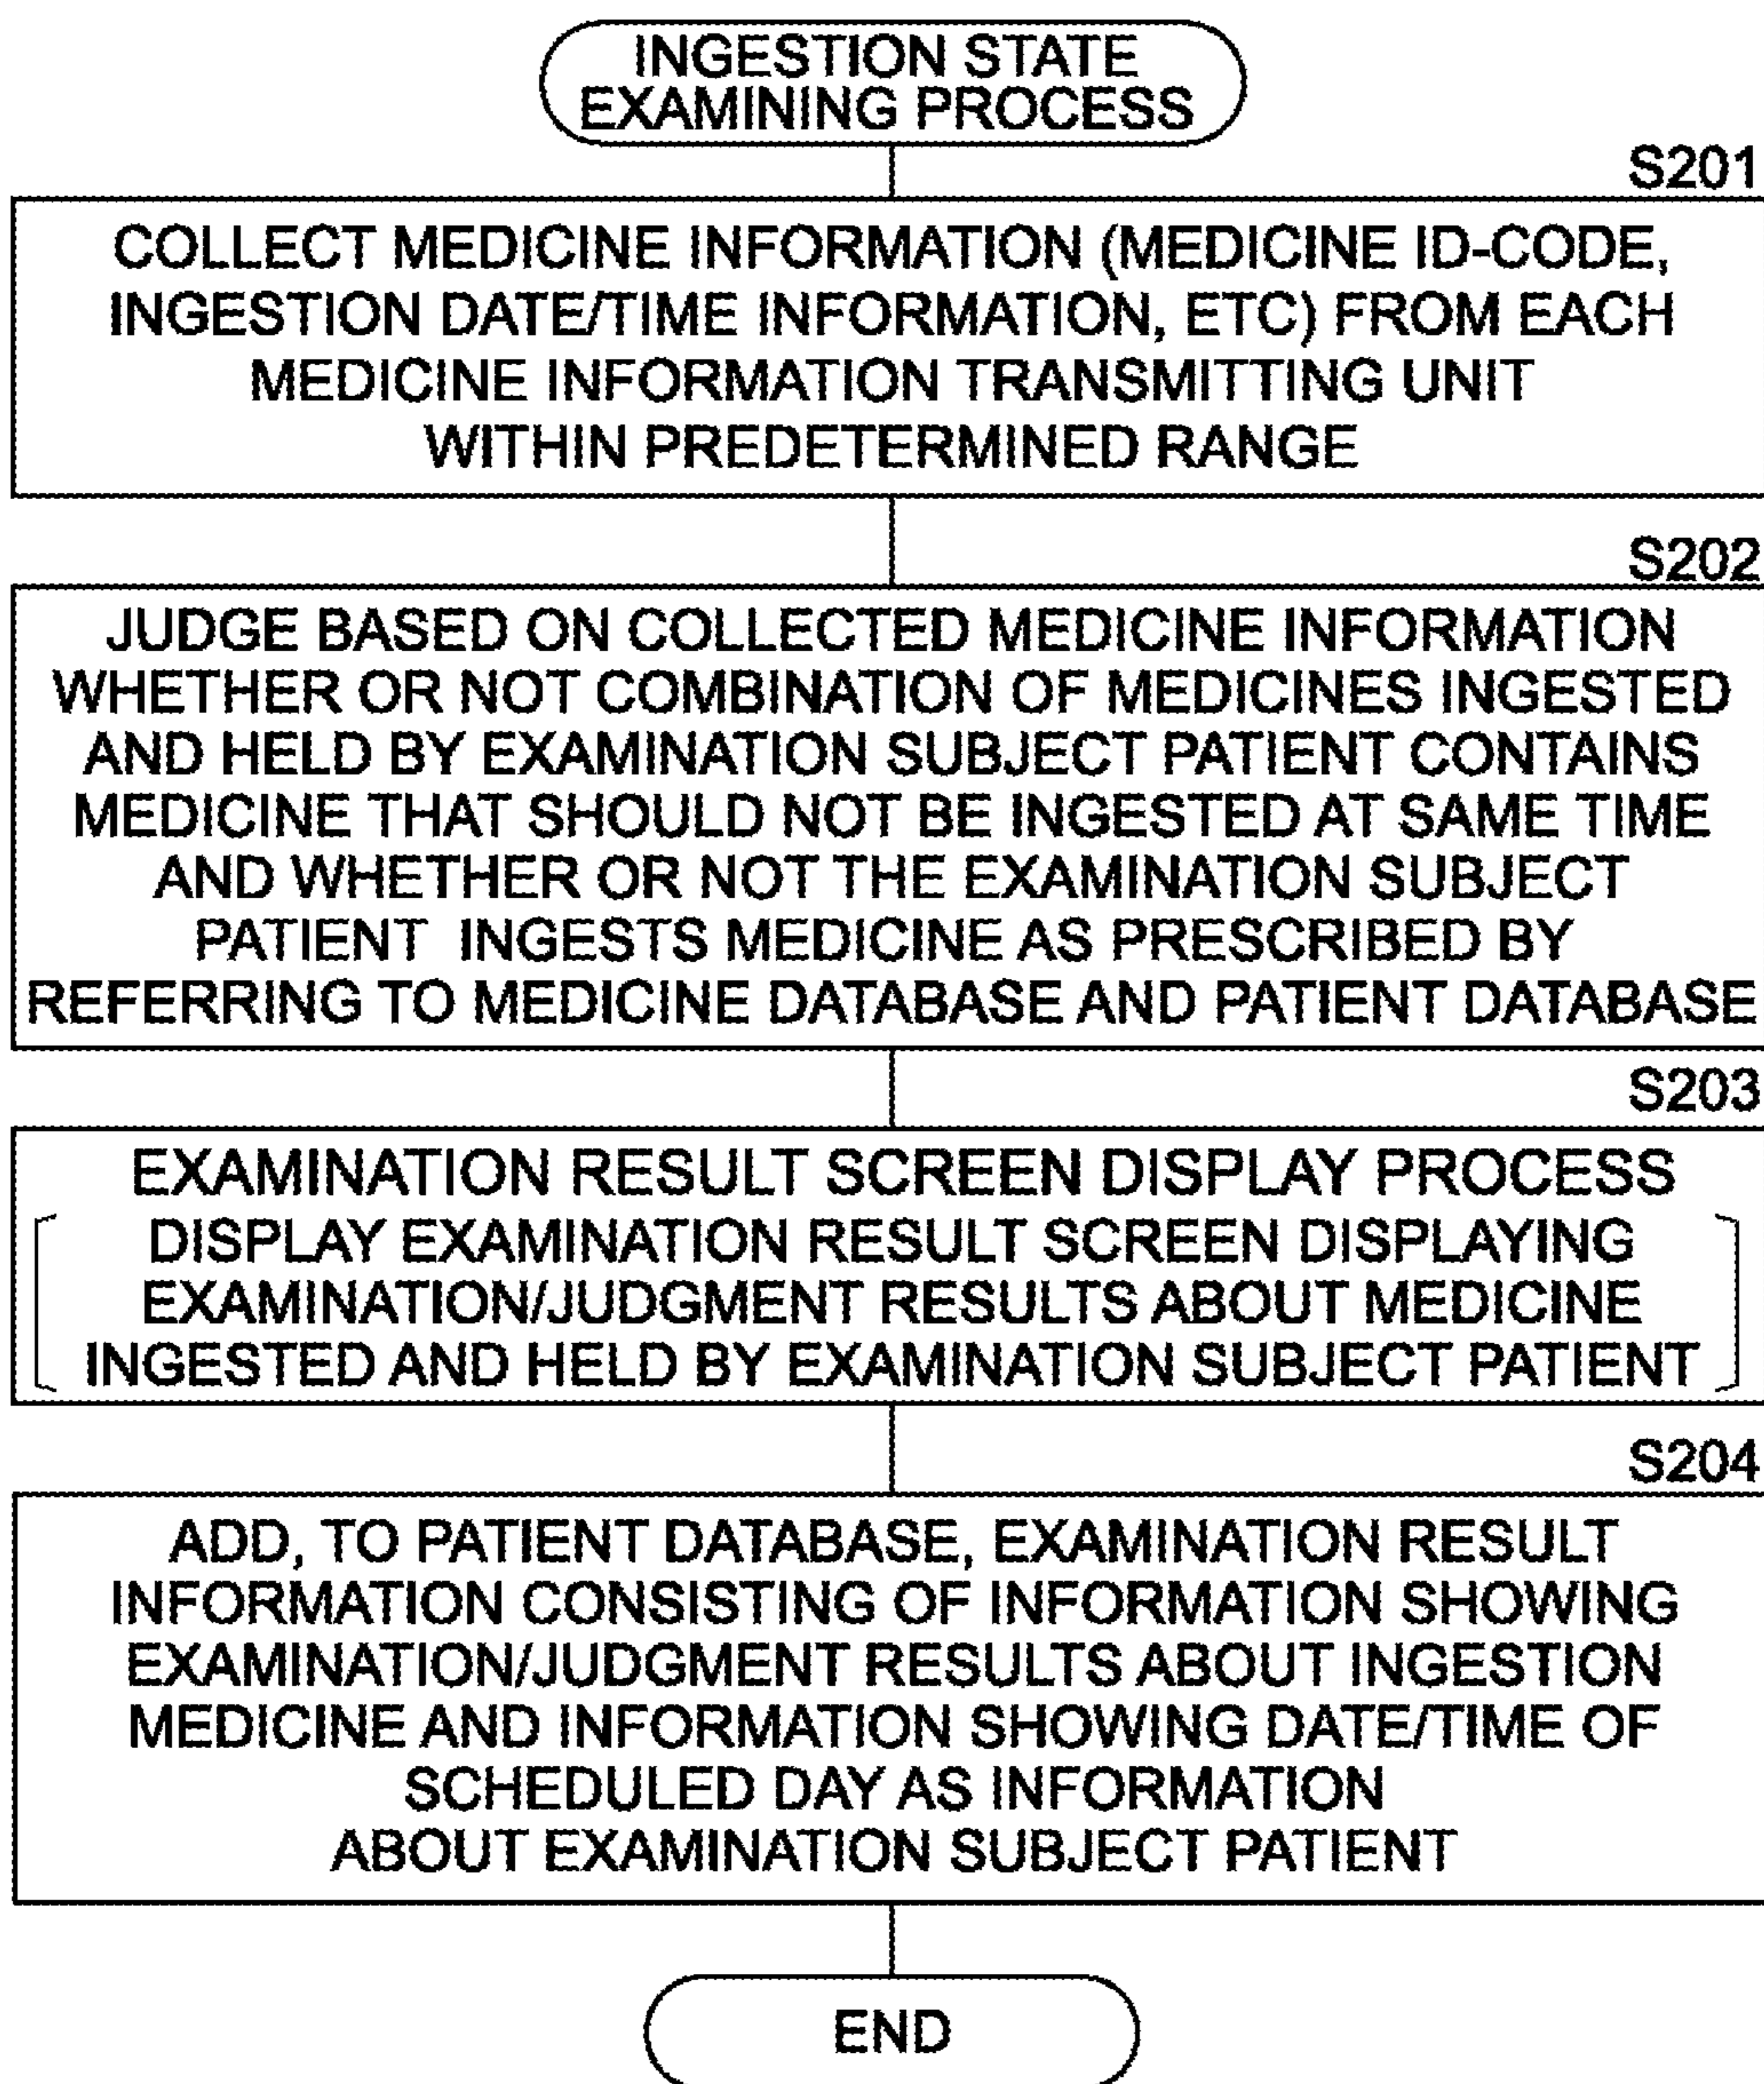 INGESTION STATE
EXAMINING PROCESS
S201
COLLECT MEDICINE INFORMATION (MEDICINE ID-CODE,
INGESTION DATE/TIME INFORMATION, ETC) FROM EACH
MEDICINE INFORMATION TRANSMITTING UNIT
WITHIN PREDETERMINED RANGE
S202
JUDGE BASED ON COLLECTED MEDICINE INFORMATION
WHETHER OR NOT COMBINATION OF MEDICINES INGESTED
AND HELD BY EXAMINATION SUBJECT PATIENT CONTAINS
MEDICINE THAT SHOULD NOT BE INGESTED AT SAME TIME
AND WHETHER OR NOT THE EXAMINATION SUBJECT
PATIENT INGESTS MEDICINE AS PRESCRIBED BY
REFERRING TO MEDICINE DATABASE AND PATIENT DATABASE
S203
EXAMINATION RESULT SCREEN DISPLAY PROCESS
DISPLAY EXAMINATION RESULT SCREEN DISPLAYING
EXAMINATION/JUDGMENT RESULTS ABOUT MEDICINE
INGESTED AND HELD BY EXAMINATION SUBJECT PATIENT
S204
ADD, TO PATIENT DATABASE, EXAMINATION RESULT
INFORMATION CONSISTING OF INFORMATION SHOWING
EXAMINATION/JUDGMENT RESULTS ABOUT INGESTION
MEDICINE AND INFORMATION SHOWING DATE/TIME OF
SCHEDULED DAY AS INFORMATION
ABOUT EXAMINATION SUBJECT PATIENT
END